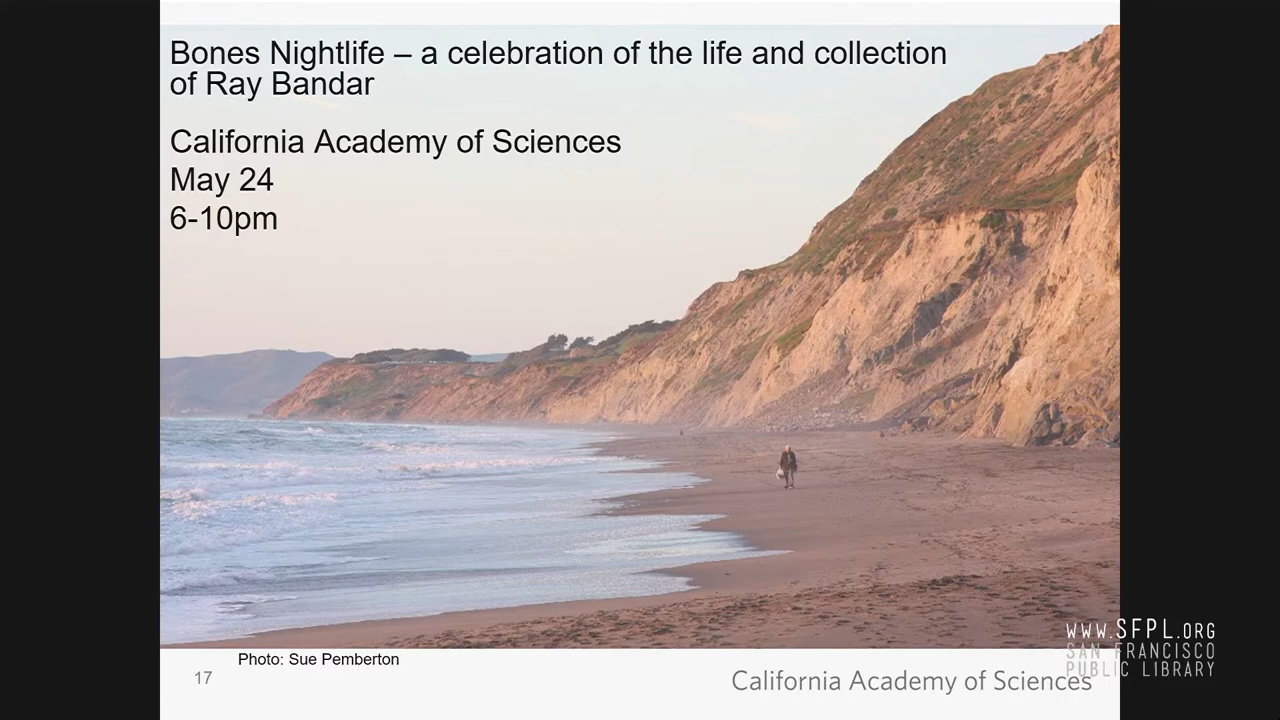 Bones Nightlife – a celebration of the life and collection
of Ray Bandar
California Academy of Sciences
May 24
6-10pm
Photo: Sue Pemberton
17
California Academy of Sciences
WWW.SFPL.ORG
SAN FRANCISCO
PUBLIC LIBRARY